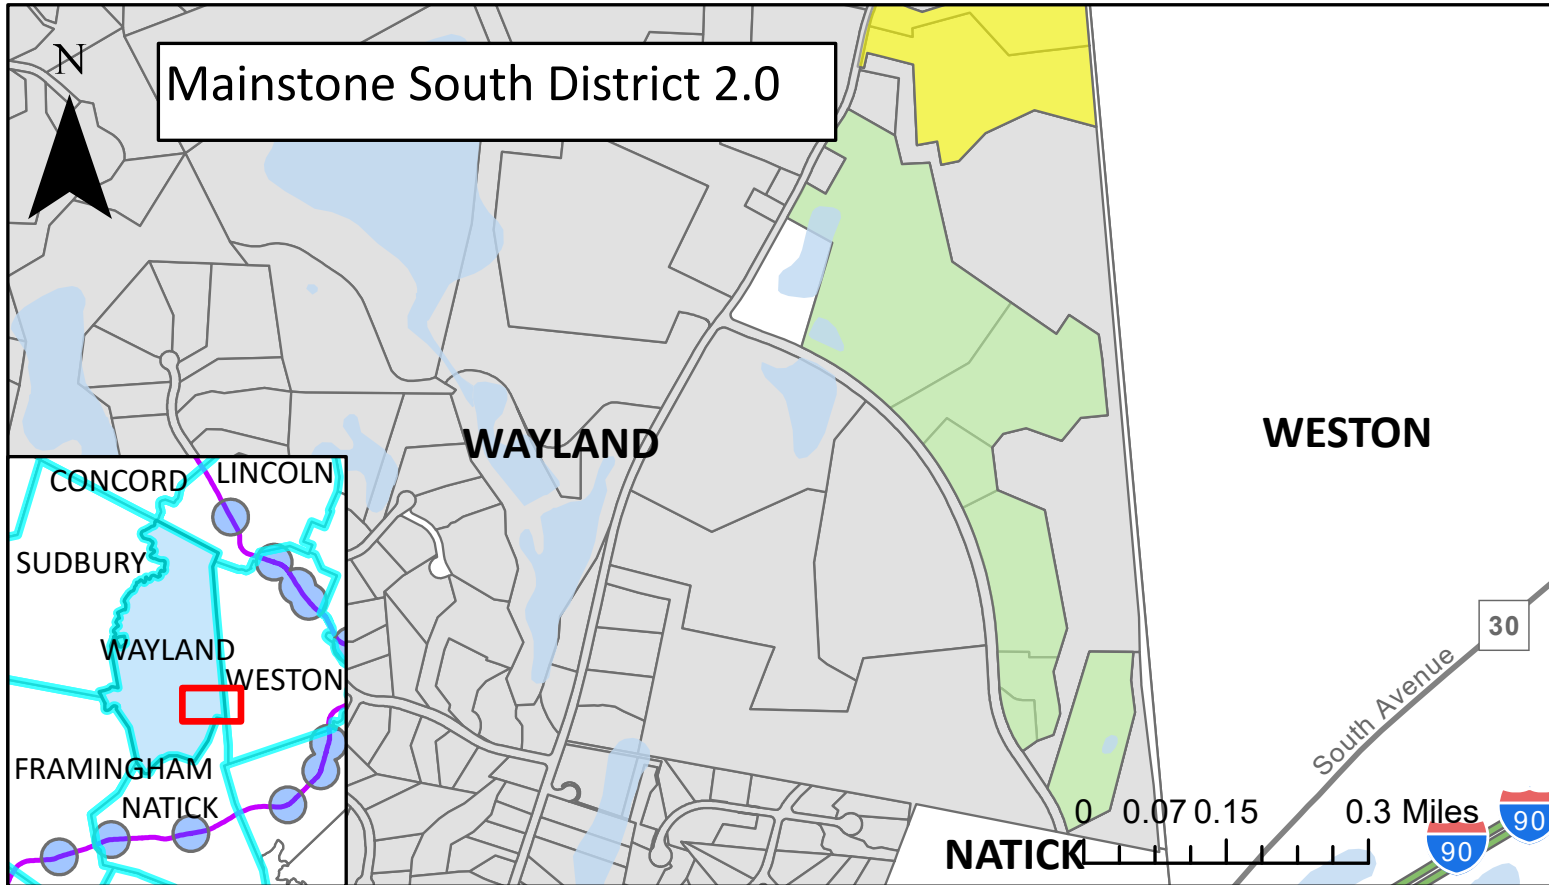 N
Mainstone South District 2.0
WAYLAND
WESTON
CONCORD
LINCOLN
SUDBURY
WAYLAND
WESTON
FRAMINGHAM
NATICK
30
South Avenue
0 0.07 0.15 0.3 Miles
NATICK
90
90